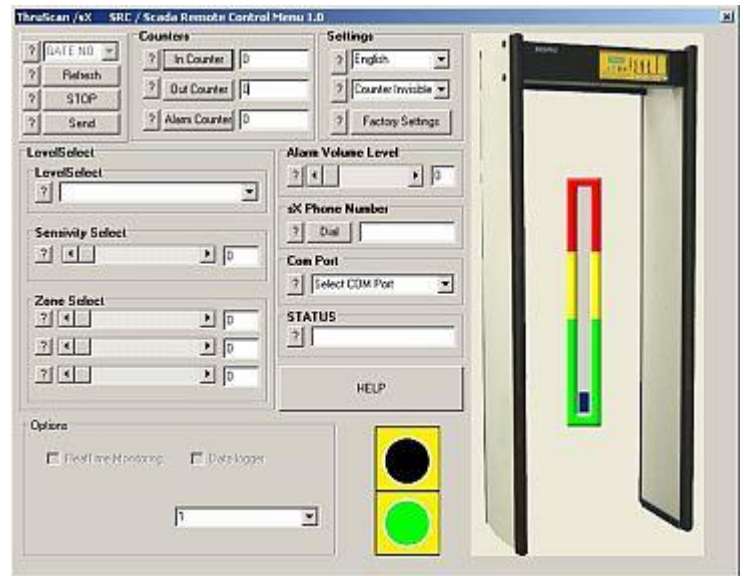 ThruScan /sX SRC / Scada Remote Control Menu 1.0
? GATE NO
? Refresh
? STOP
? Send
Counters
? In Counter 0
? Out Counter 0
? Alarm Counter 0
Settings
? English
? Counter Invisible
? Factory Settings
LevelSelect
LevelSelect
?
Sensivity Select
? 0
Zone Select
? 0
? 0
? 0
Alarm Volume Level
? 0
sX Phone Number
? Dial
Com Port
? Select COM Port
STATUS
?
HELP
Options
RealTime Monitoring Data logger
1